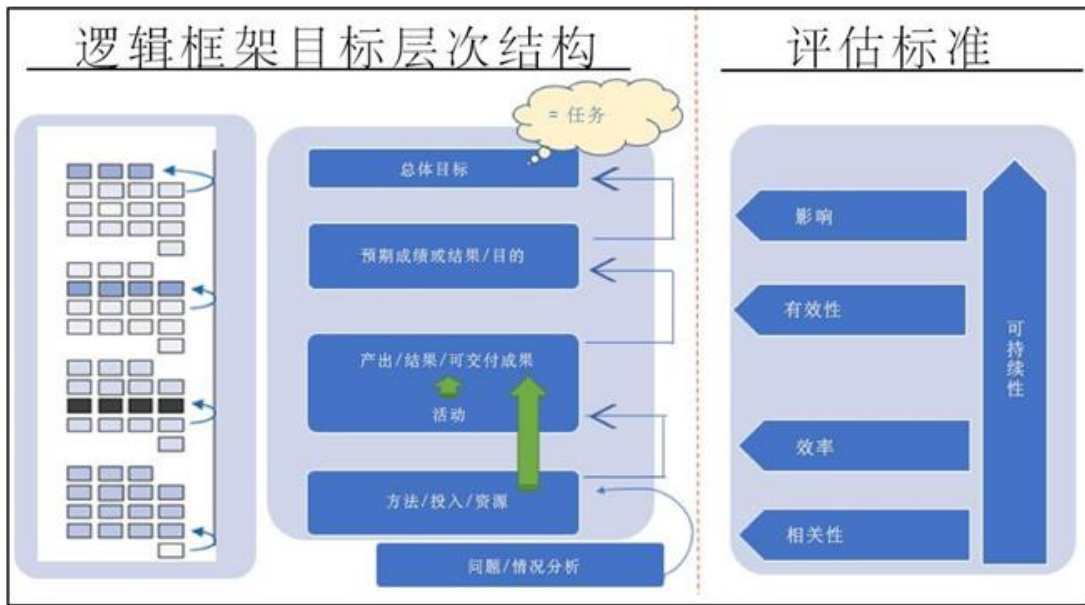 逻辑框架目标层次结构
评估标准
= 任务
总体目标
预期成绩或结果/目的
产出/结果/可交付成果
活动
方法/投入/资源
问题/情况分析
影响
有效性
效率
相关性
可持续性